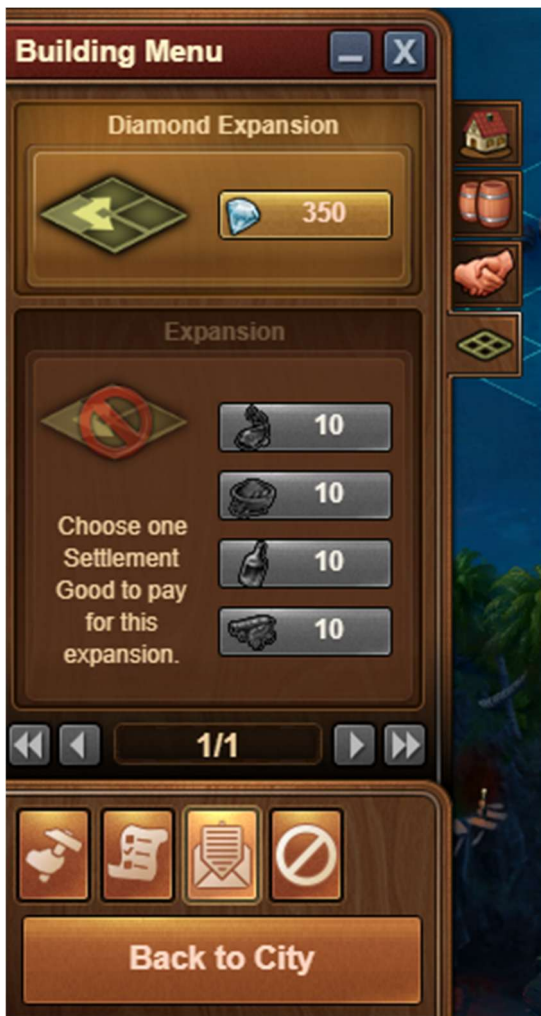 Building Menu
X
Diamond Expansion
350
Expansion
10
10
10
10
Choose one
Settlement
Good to pay
for this
expansion.
1/1
Back to City